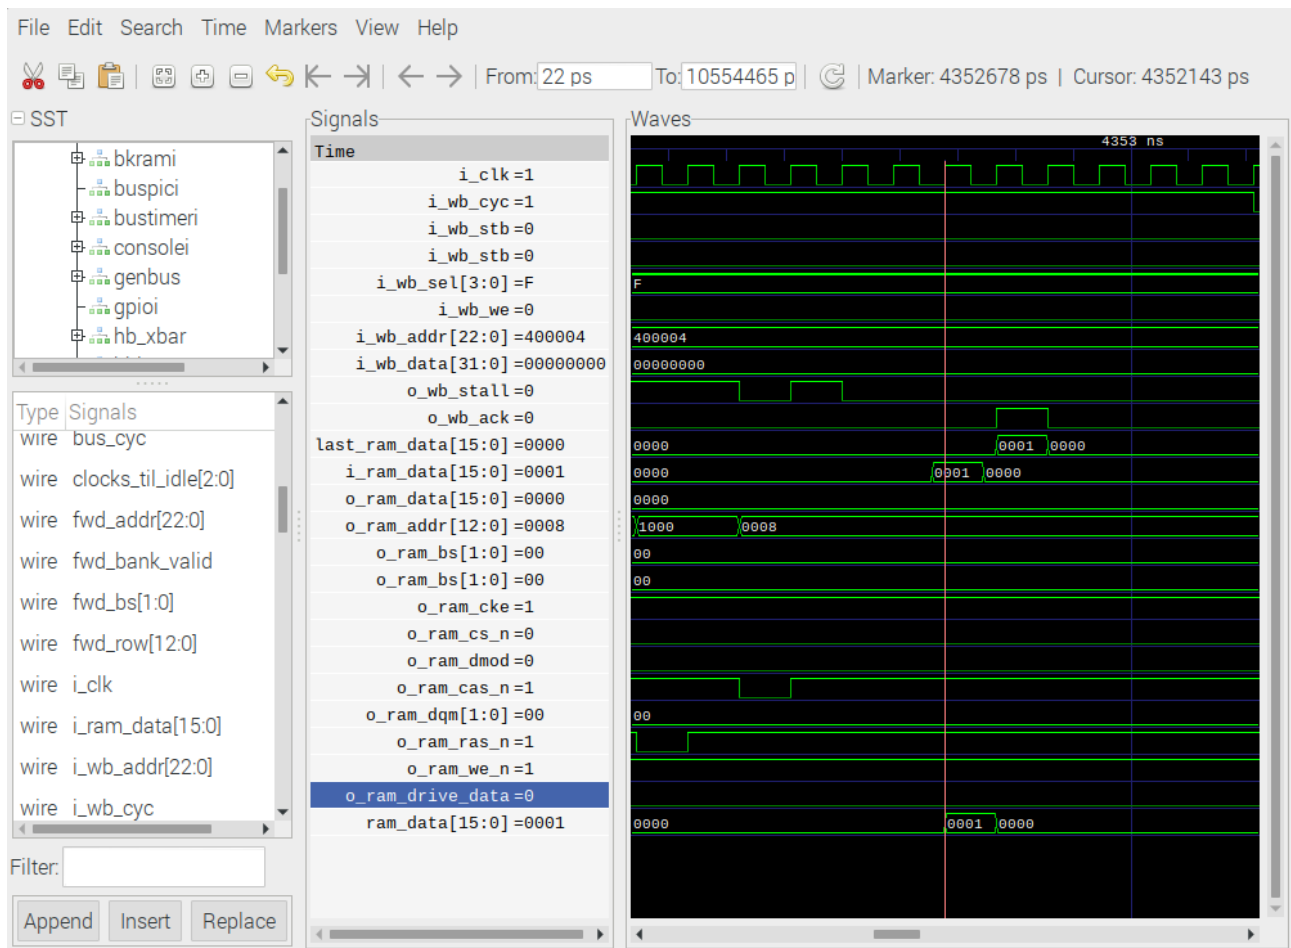 File Edit Search Time Markers View Help
From: 22 ps To: 10554465 p Marker: 4352678 ps | Cursor: 4352143 ps
SST
bkrami
buspici
bustimeri
consolei
genbus
gpioi
hb_xbar
Type Signals
wire bus_cyc
wire clocks_til_idle[2:0]
wire fwd_addr[22:0]
wire fwd_bank_valid
wire fwd_bs[1:0]
wire fwd_row[12:0]
wire i_clk
wire i_ram_data[15:0]
wire i_wb_addr[22:0]
wire i_wb_cyc
Filter:
Append Insert Replace
Signals
Time
i_clk=1
i_wb_cyc=1
i_wb_stb=0
i_wb_stb=0
i_wb_sel[3:0]=F
i_wb_we=0
i_wb_addr[22:0]=400004
i_wb_data[31:0]=00000000
o_wb_stall=0
o_wb_ack=0
last_ram_data[15:0]=0000
i_ram_data[15:0]=0001
o_ram_data[15:0]=0000
o_ram_addr[12:0]=0008
o_ram_bs[1:0]=00
o_ram_bs[1:0]=00
o_ram_cke=1
o_ram_cs_n=0
o_ram_dmod=0
o_ram_cas_n=1
o_ram_dqm[1:0]=00
o_ram_ras_n=1
o_ram_we_n=1
o_ram_drive_data=0
ram_data[15:0]=0001
Waves
4353 ns
F
400004
00000000
0000 0001 0000
0000 0001 0000
0000
1000 0008
00
00
00
0000 0001 0000